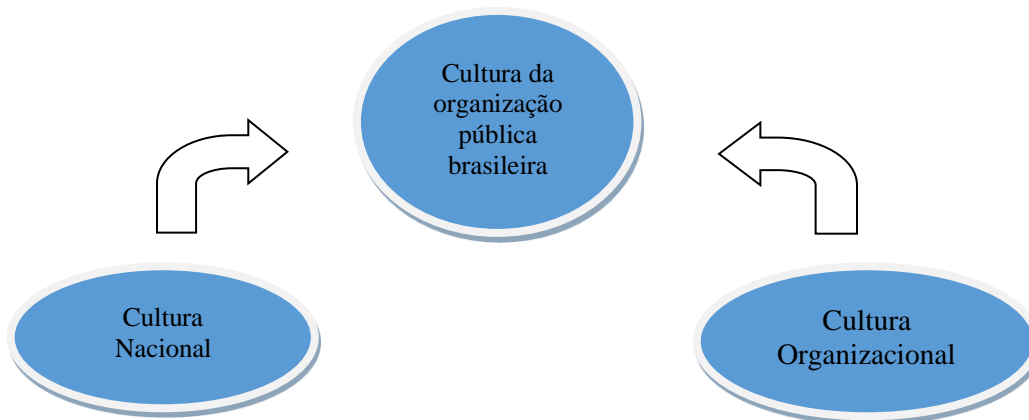 Cultura da
organização
pública
brasileira
Cultura
Nacional
Cultura
Organizacional